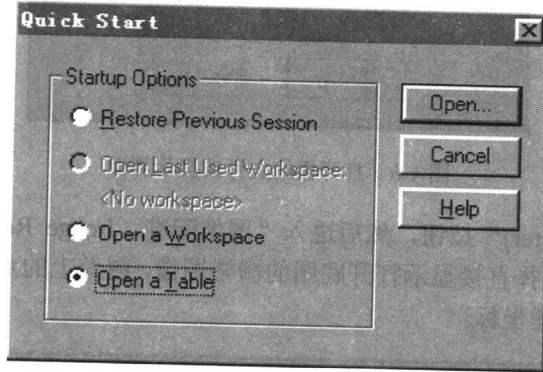 Quick Start
Startup Options
Restore Previous Session
Open Last Used Workspace:
<No workspace>
Open a Workspace
Open a Table
Open...
Cancel
Help